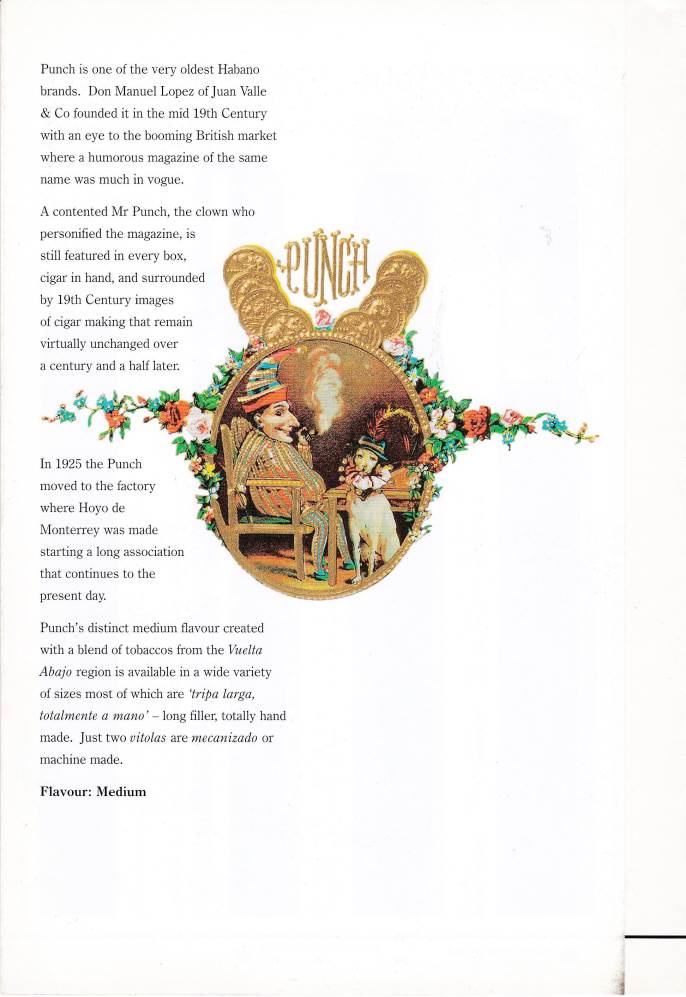 Punch is one of the very oldest Habano
brands. Don Manuel Lopez of Juan Valle
& Co founded it in the mid 19th Century
with an eye to the booming British market
where a humorous magazine of the same
name was much in vogue.
A contented Mr Punch, the clown who
personified the magazine, is
still featured in every box,
cigar in hand, and surrounded
by 19th Century images
of cigar making that remain
virtually unchanged over
a century and a half later.
PUNCH
In 1925 the Punch
moved to the factory
where Hoyo de
Monterrey was made
starting a long association
that continues to the
present day.
Punch's distinct medium flavour created
with a blend of tobaccos from the Vuelta
Abajo region is available in a wide variety
of sizes most of which are ‘tripa larga,
totalmente a mano’ – long filler, totally hand
made. Just two vitolas are mecanizado or
machine made.
Flavour: Medium